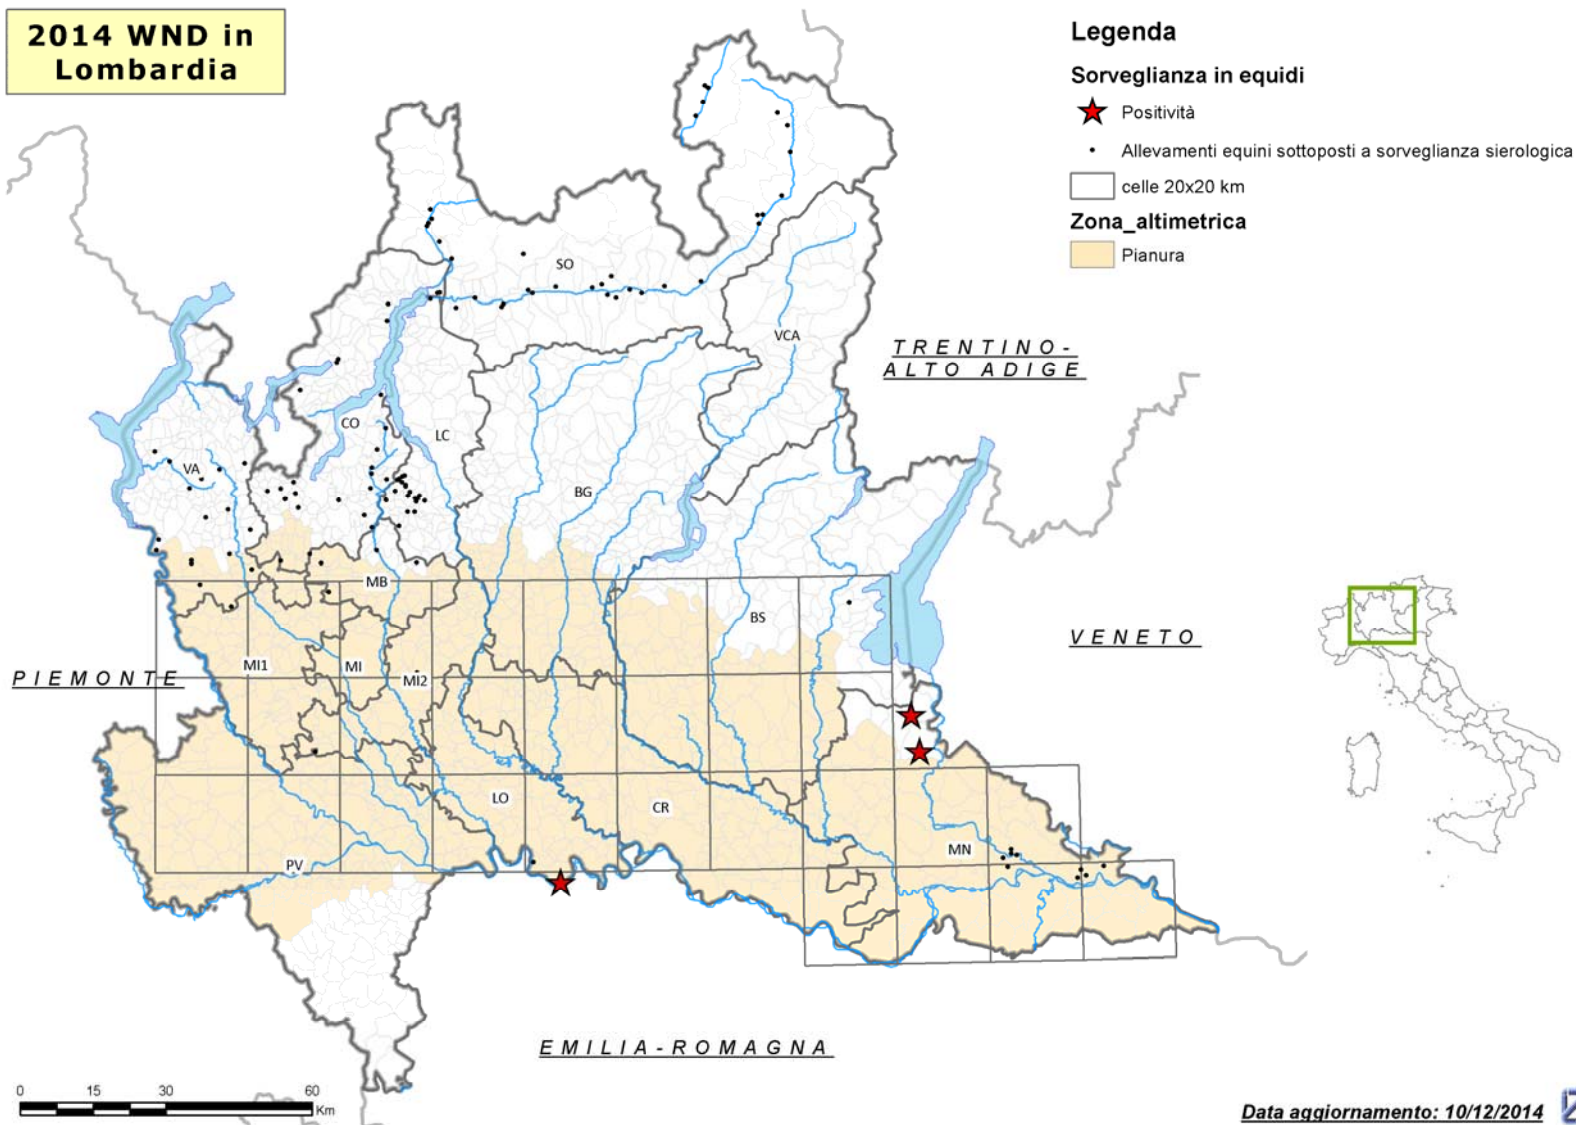 2014 WND in
Lombardia
Legenda
Sorveglianza in equidi
Positività
Allevamenti equini sottoposti a sorveglianza sierologica
celle 20x20 km
Zona_altimetrica
Pianura
SO
VCA
TRENTINO-
ALTO ADIGE
CO
LC
VA
BG
MB
BS
VENETO
MI1
MI
MI2
PIEMONTE
LO
CR
MN
PV
EMILIA-ROMAGNA
0 15 30 60
Km
Data aggiornamento: 10/12/2014